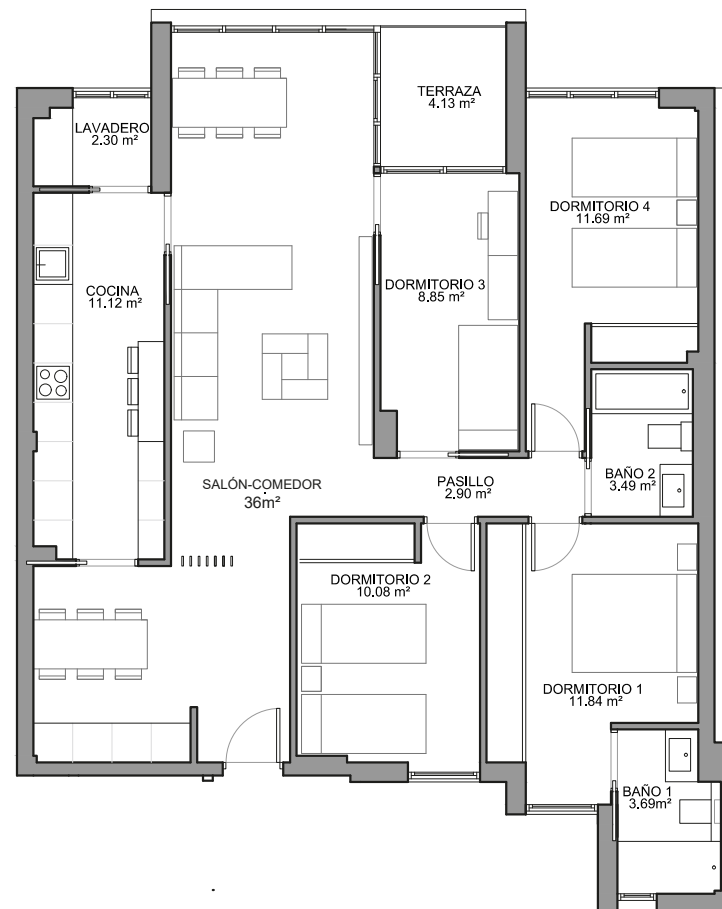 TERRAZA
4.13 m²
LAVADERO
2.30 m²
DORMITORIO 4
11.69 m²
COCINA
11.12 m²
DORMITORIO 3
8.85 m²
SALÓN-COMEDOR
36m²
PASILLO
2.90 m²
BAÑO 2
3.49 m²
DORMITORIO 2
10.08 m²
DORMITORIO 1
11.84 m²
BAÑO 1
3.69m²